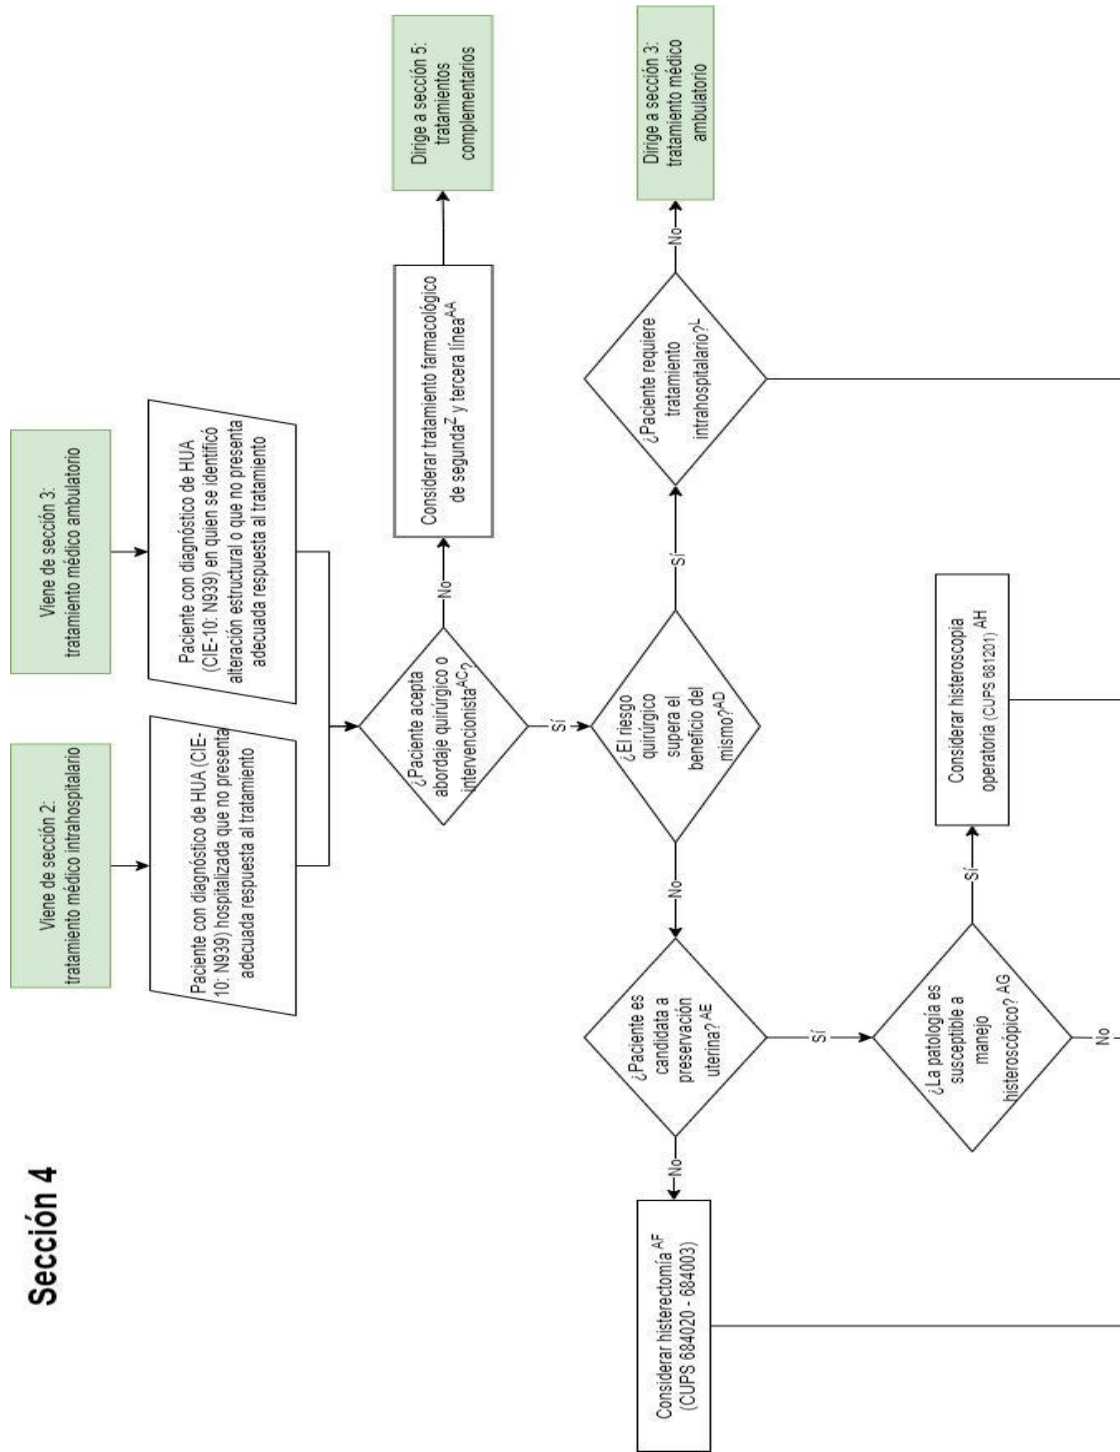 Sección 4
Viene de sección 2:
tratamiento médico intrahospitalario
Viene de sección 3:
tratamiento médico ambulatorio
Paciente con diagnóstico de HUA (CIE-
10: N939) hospitalizada que no presenta
adecuada respuesta al tratamiento
Paciente con diagnóstico de HUA
(CIE-10: N939) en quien se identificó
alteración estructural o que no presenta
adecuada respuesta al tratamiento
¿Paciente acepta
abordaje quirúrgico o
intervencionista^AC?
No
Considerar tratamiento farmacológico
de segunda^Z y tercera línea^AA
Dirige a sección 5:
tratamientos
complementarios
Sí
¿El riesgo
quirúrgico
supera el
beneficio del
mismo?^AD
Sí
¿Paciente requiere
tratamiento
intrahospitalario?^L
No
Dirige a sección 3:
tratamiento médico
ambulatorio
No
¿Paciente es
candidata a
preservación
uterina?^AE
No
Considerar histerectomía ^AF
(CUPS 684020 - 684003)
Sí
¿La patología es
susceptible a
manejo
histeroscópico? ^AG
Sí
Considerar histeroscopia
operatoria (CUPS 681201) ^AH
No